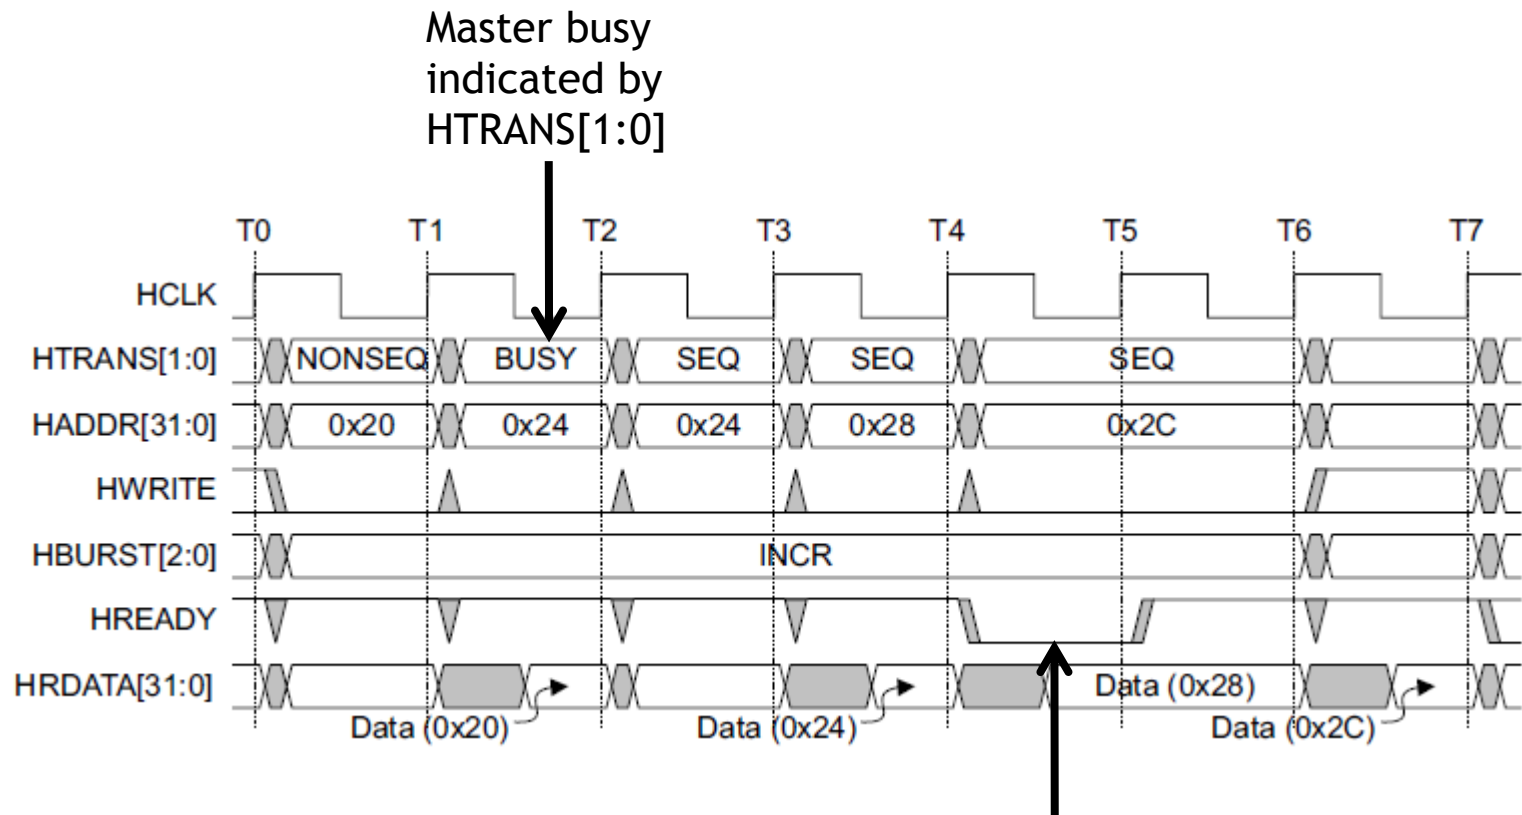 Master busy
indicated by
HTRANS[1:0]
T0 T1 T2 T3 T4 T5 T6 T7
HCLK
HTRANS[1:0] NONSEQ BUSY SEQ SEQ SEQ
HADDR[31:0] 0x20 0x24 0x24 0x28 0x2C
HWRITE
HBURST[2:0] INCR
HREADY
HRDATA[31:0] Data (0x28)
Data (0x20) Data (0x24) Data (0x2C)